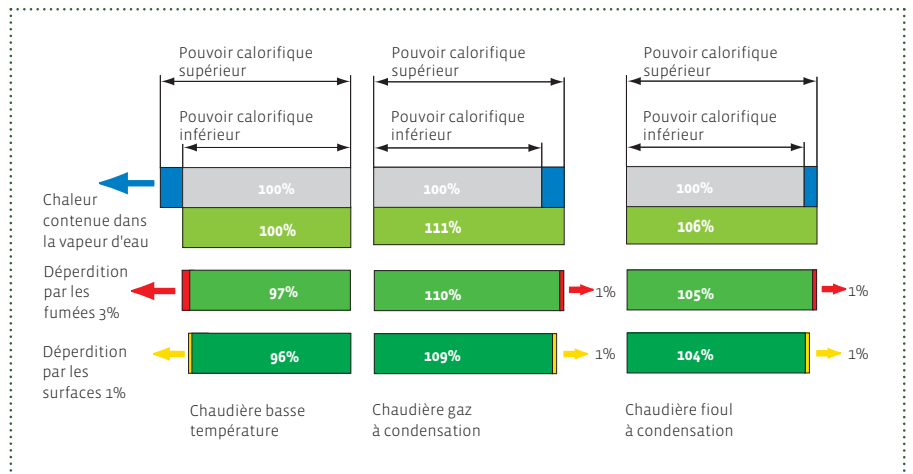 Pouvoir calorifique
supérieur
Pouvoir calorifique
supérieur
Pouvoir calorifique
supérieur
Pouvoir calorifique
inférieur
Pouvoir calorifique
inférieur
Pouvoir calorifique
inférieur
Chaleur
contenue dans
la vapeur d'eau
100%
100%
100%
100%
111%
106%
Déperdition
par les
fumées 3%
97%
110%
1%
105%
1%
Déperdition
par les
surfaces 1%
96%
109%
1%
104%
1%
Chaudière basse
température
Chaudière gaz
à condensation
Chaudière fioul
à condensation